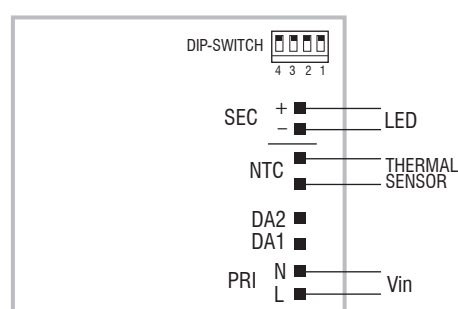 DIP-SWITCH
4 3 2 1
SEC + LED
−
NTC THERMAL
SENSOR
DA2
DA1
PRI N Vin
L